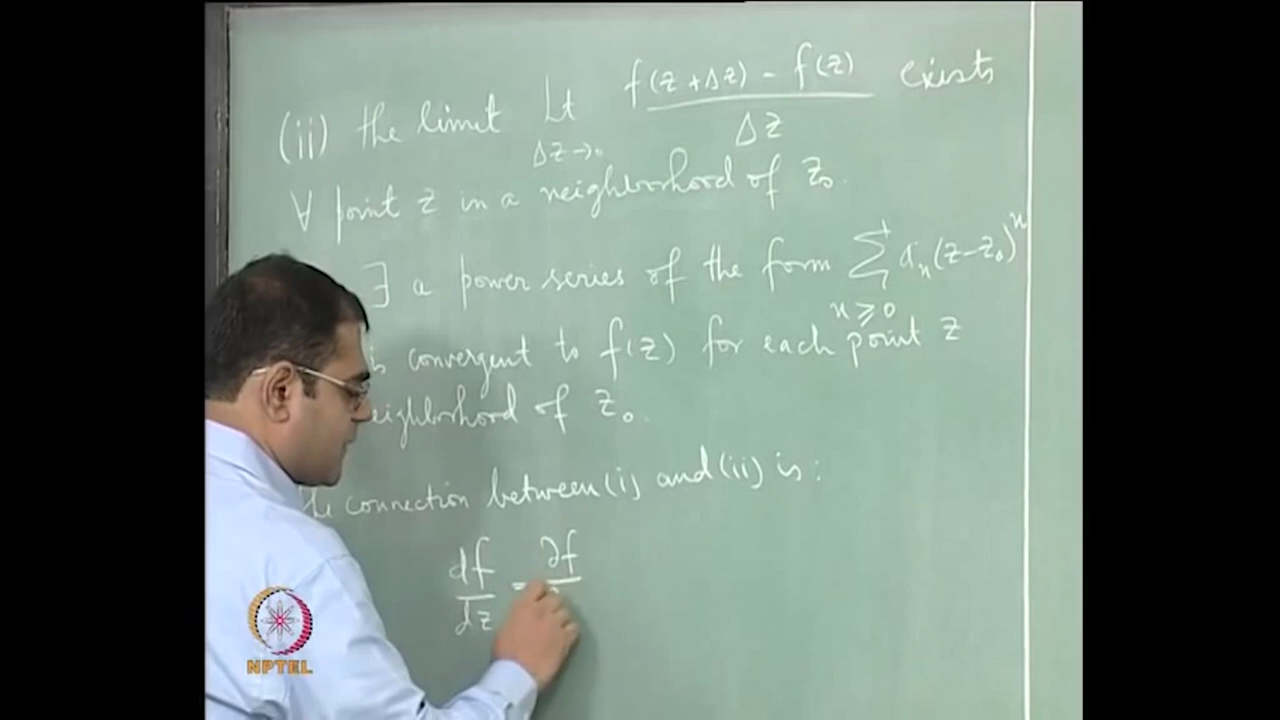 (ii) the limit Lt Δz→0 f(z+Δz) - f(z) / Δz exists
∀ point z in a neighborhood of z₀.
∃ a power series of the form Σ n≥0 aₙ(z-z₀)ⁿ
is convergent to f(z) for each point z
neighborhood of z₀.
the connection between (i) and (ii) is:
df/dz = ∂f
NPTEL